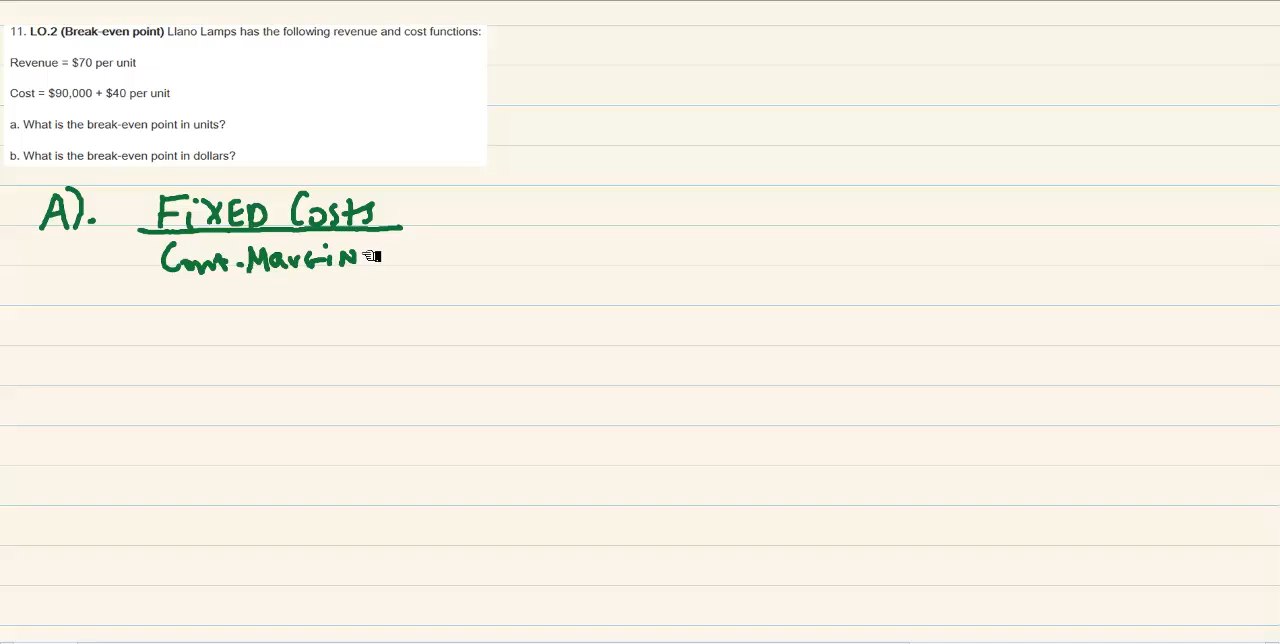 11. LO.2 (Break-even point) Llano Lamps has the following revenue and cost functions:
Revenue = $70 per unit
Cost = $90,000 + $40 per unit
a. What is the break-even point in units?
b. What is the break-even point in dollars?
A). FiXED Costs
Cont. MarGiN